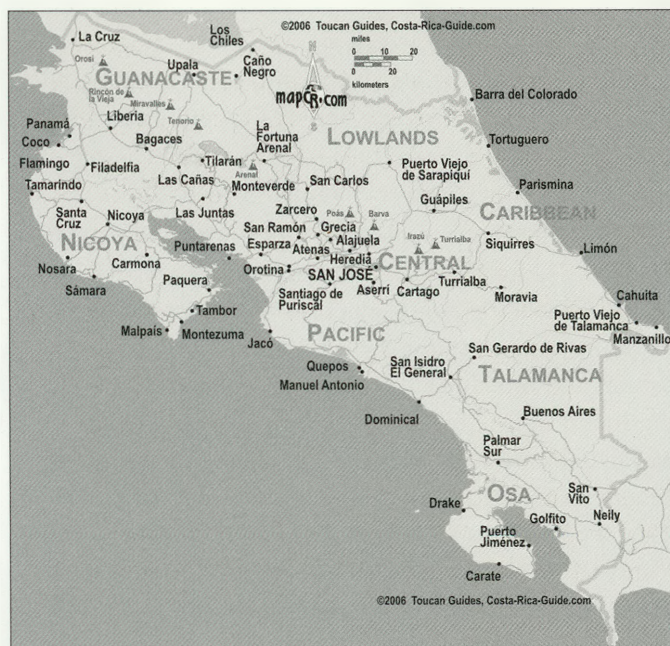 ©2006 Toucan Guides, Costa-Rica-Guide.com
miles
0 10 20
0 20
kilometers
N
mapCR.com
S
La Cruz
Los
Chiles
Orosi
Upala
Caño
Negro
GUANACASTE
Rincón de
la Vieja
Miravalles
Barra del Colorado
Liberia
Tenorio
Panamá
Coco
Bagaces
La
Fortuna
Arenal
LOWLANDS
Tortuguero
Flamingo
Filadelfia
Tilarán
Arenal
Puerto Viejo
de Sarapiquí
Las Cañas
Monteverde
San Carlos
Tamarindo
Parismina
Guápiles
Santa
Cruz
Nicoya
Las Juntas
Zarcero
Poás
Barva
CARIBBEAN
NICOYA
San Ramón
Grecia
Irazú
Turrialba
Siquirres
Puntarenas
Esparza
Alajuela
Atenas
Heredia
Limón
Nosara
Carmona
Orotina
SAN JOSÉ
CENTRAL
Sámara
Paquera
Santiago de
Puriscal
Aserrí
Cartago
Turrialba
Moravia
Cahuita
Tambor
Puerto Viejo
de Talamanca
Malpaís
Montezuma
Jacó
PACIFIC
Manzanillo
San Gerardo de Rivas
Quepos
San Isidro
El General
TALAMANCA
Manuel Antonio
Dominical
Buenos Aires
Palmar
Sur
San
Vito
OSA
Drake
Golfito
Neily
Puerto
Jiménez
Carate
©2006 Toucan Guides, Costa-Rica-Guide.com